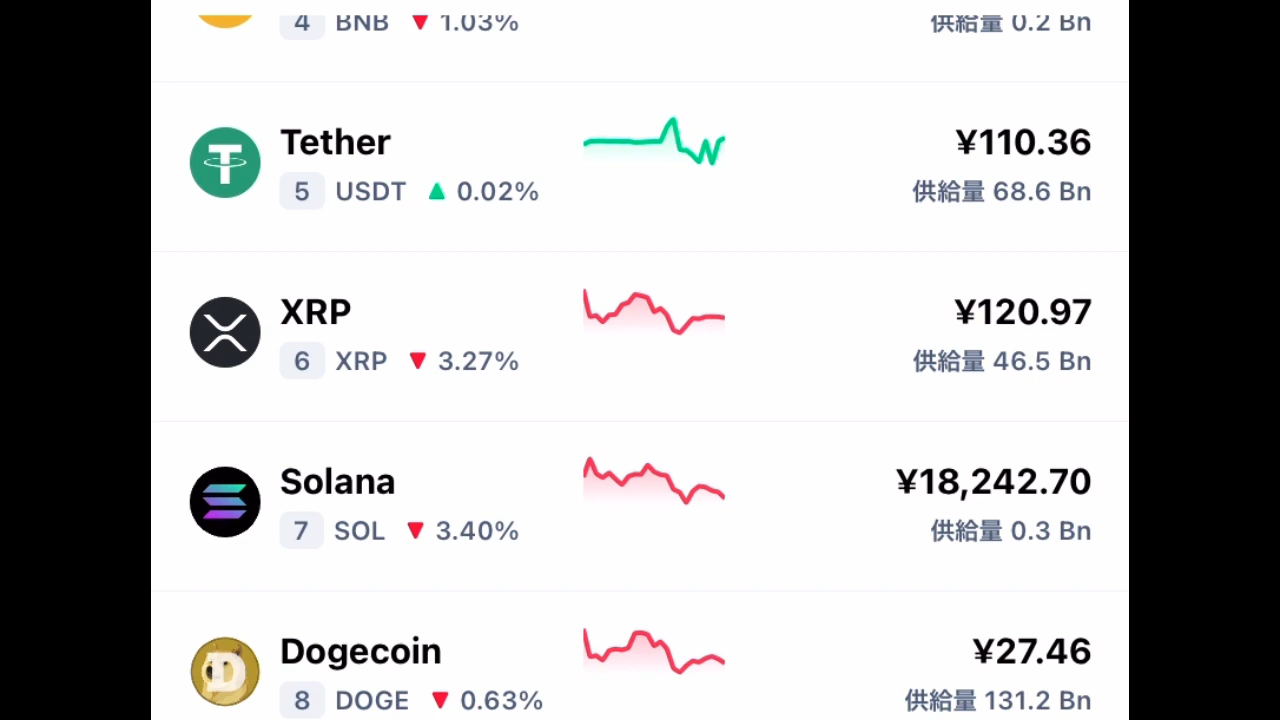 4 BNB ▼ 1.03% 供給量 0.2 Bn
Tether ¥110.36
5 USDT ▲ 0.02% 供給量 68.6 Bn
XRP ¥120.97
6 XRP ▼ 3.27% 供給量 46.5 Bn
Solana ¥18,242.70
7 SOL ▼ 3.40% 供給量 0.3 Bn
Dogecoin ¥27.46
8 DOGE ▼ 0.63% 供給量 131.2 Bn